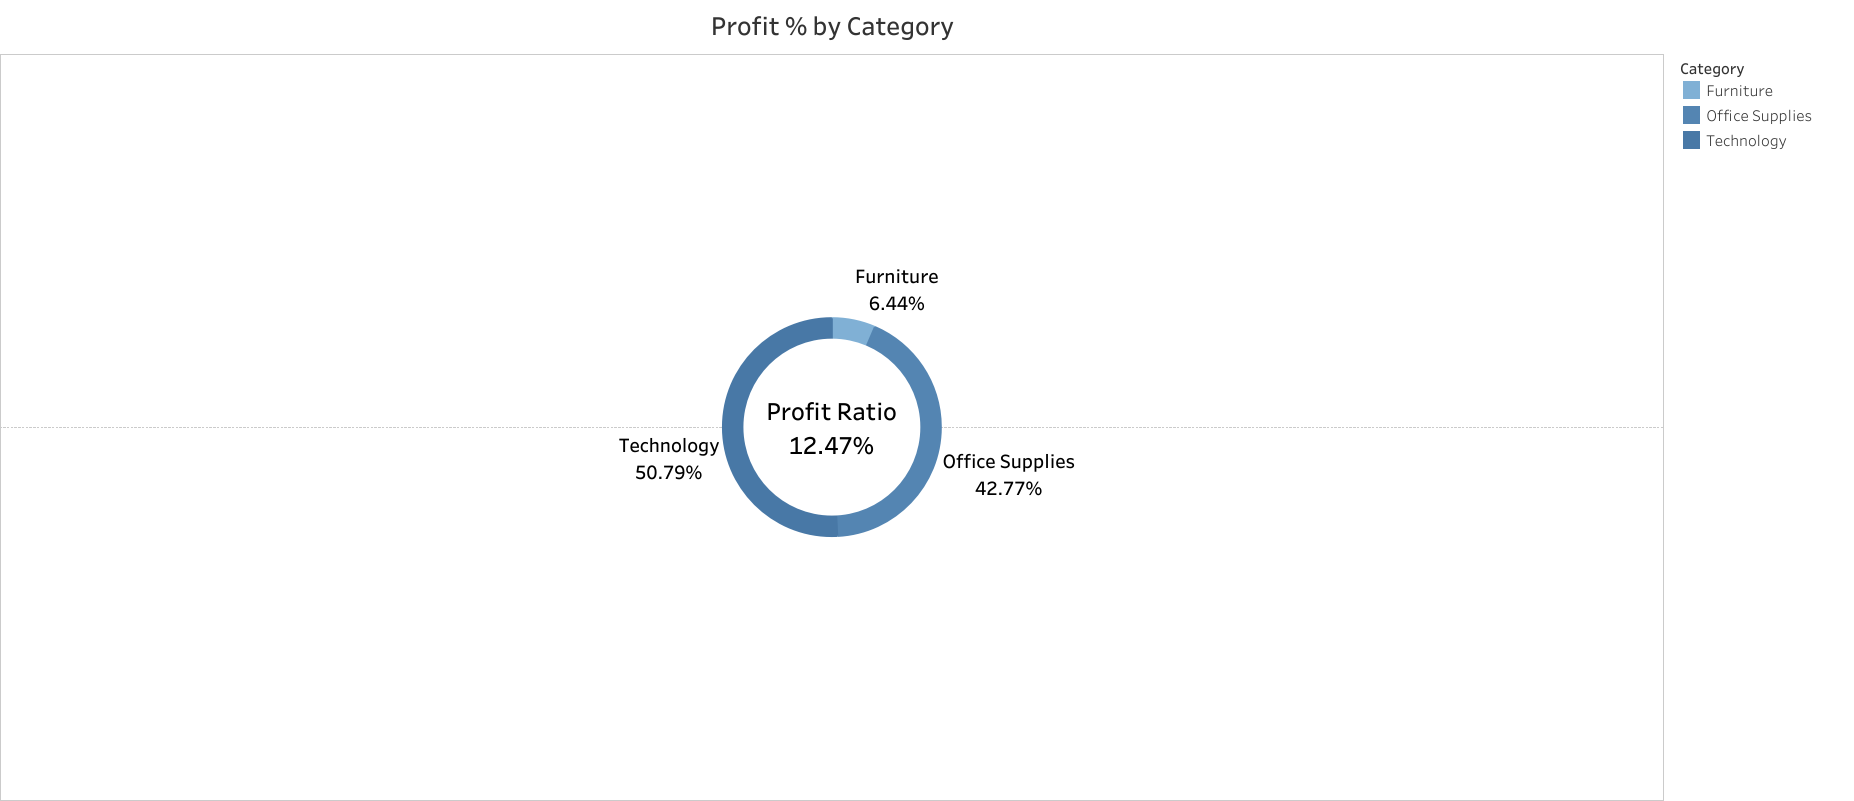 Profit % by Category
Category
Furniture
Office Supplies
Technology
Furniture
6.44%
Profit Ratio
12.47%
Technology
50.79%
Office Supplies
42.77%